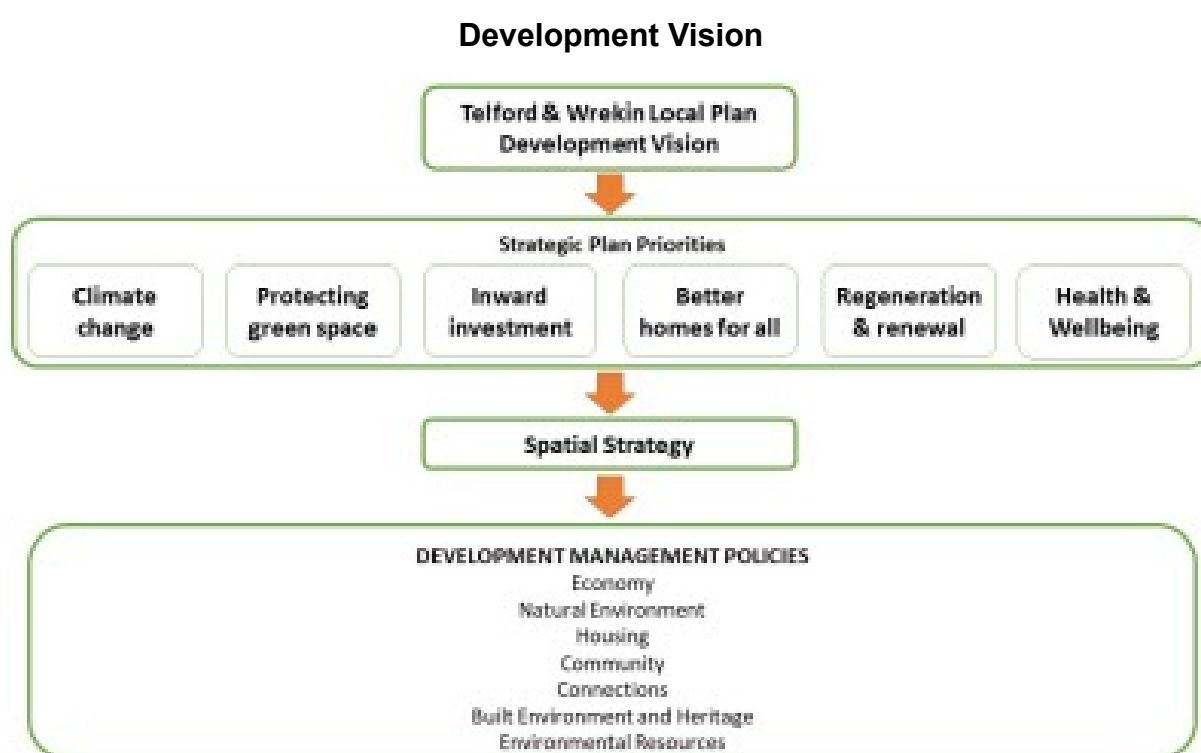 Development Vision
Telford & Wrekin Local Plan
Development Vision
Strategic Plan Priorities
Climate
change
Protecting
green space
Inward
investment
Better
homes for all
Regeneration
& renewal
Health &
Wellbeing
Spatial Strategy
DEVELOPMENT MANAGEMENT POLICIES
Economy
Natural Environment
Housing
Community
Connections
Built Environment and Heritage
Environmental Resources